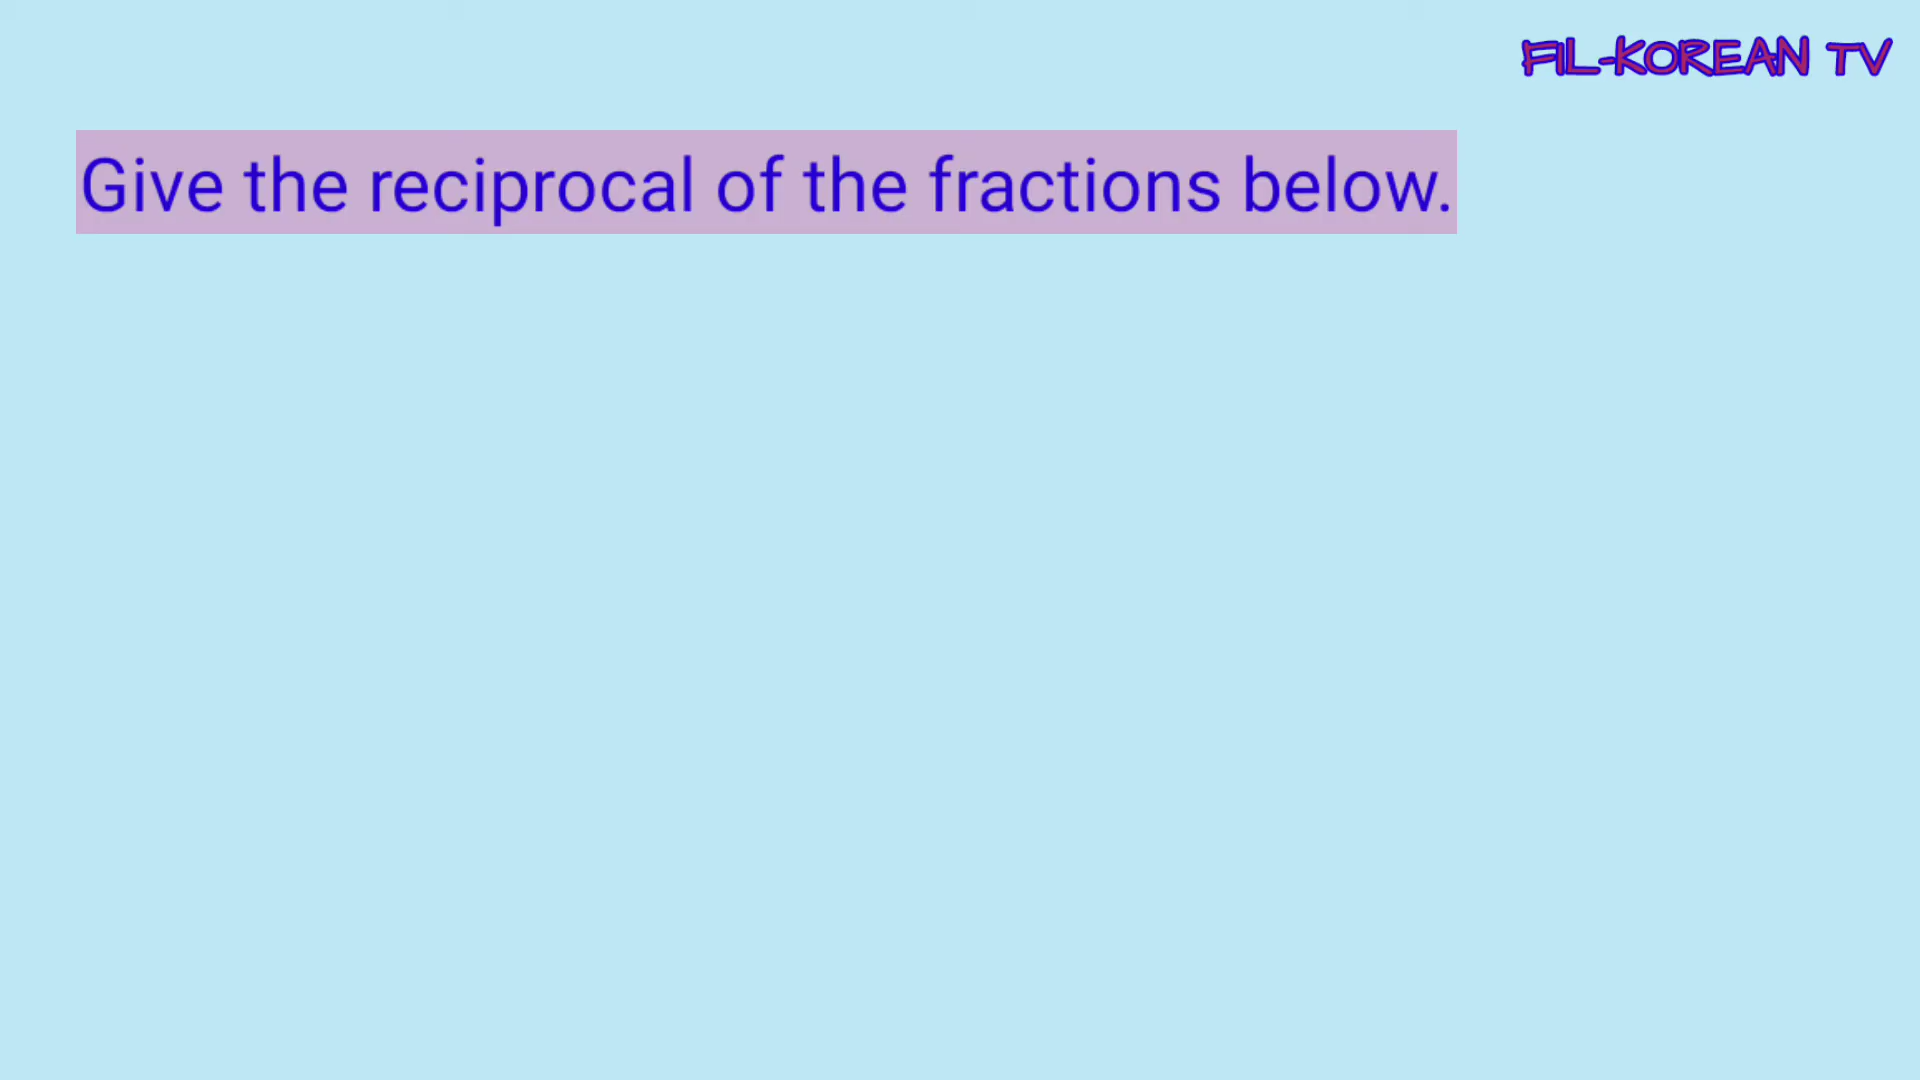 FIL-KOREAN TV
Give the reciprocal of the fractions below.